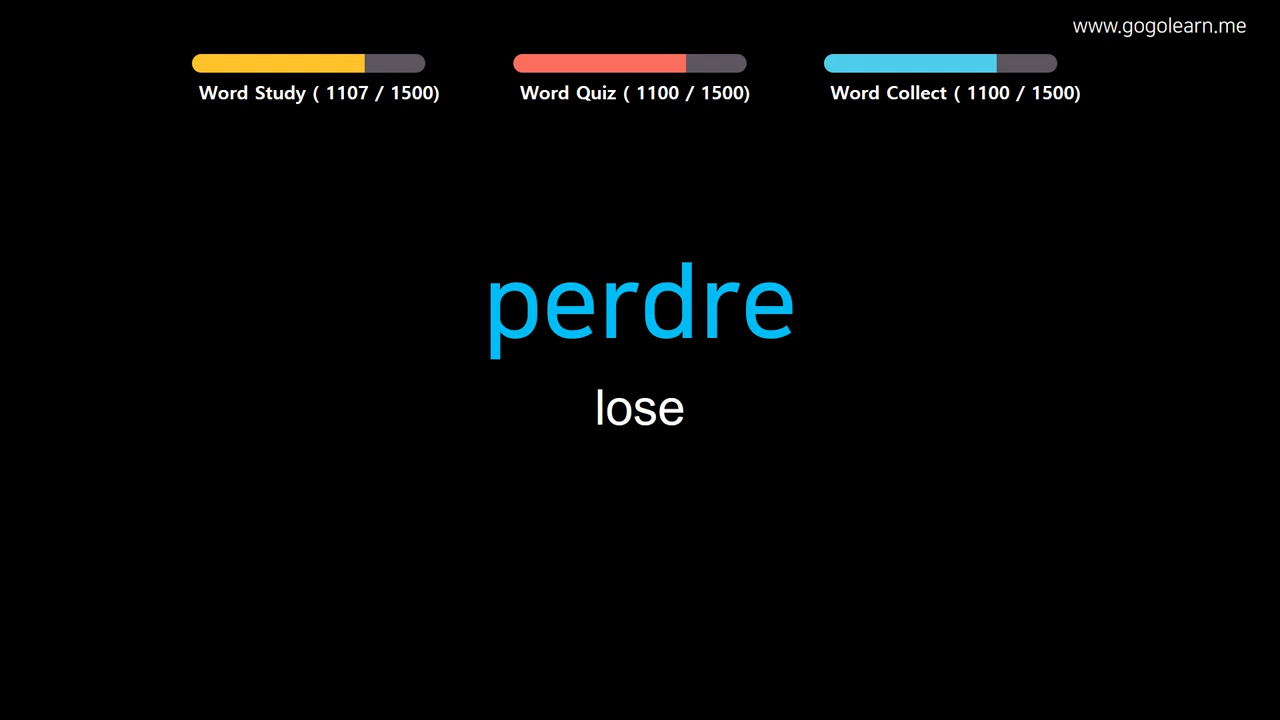 www.gogolearn.me
Word Study ( 1107 / 1500)
Word Quiz ( 1100 / 1500)
Word Collect ( 1100 / 1500)
perdre
lose